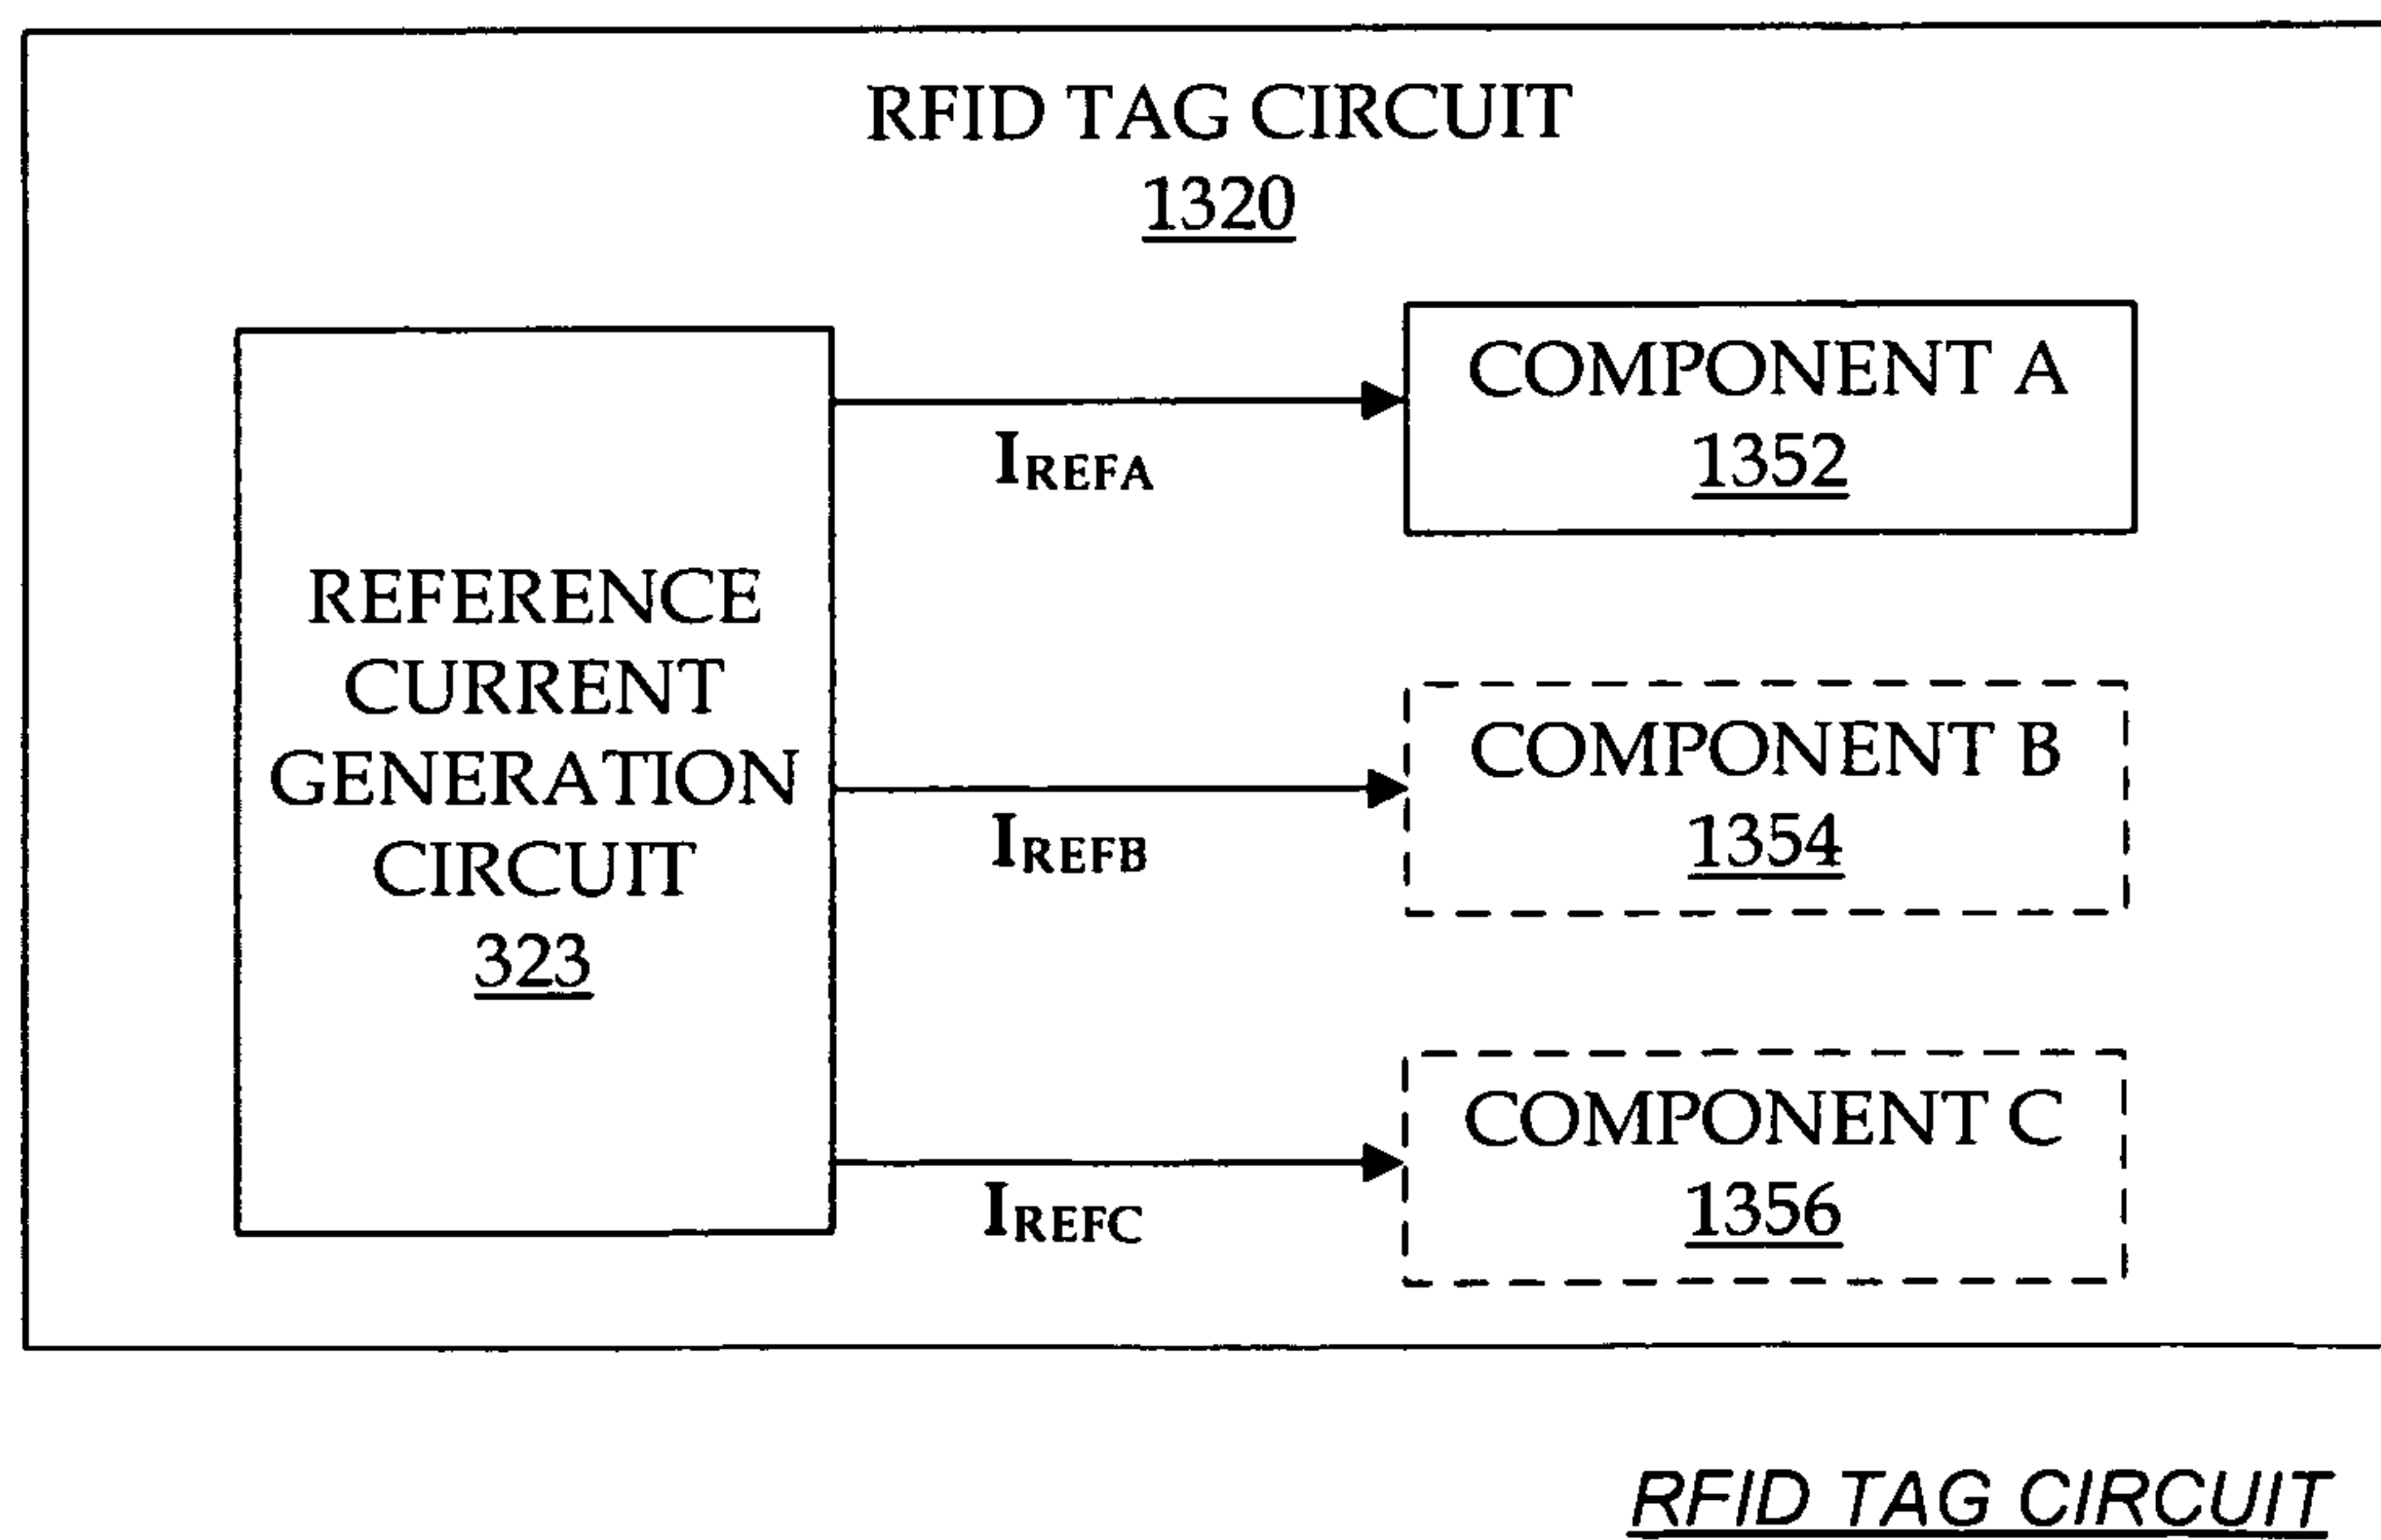 RFID TAG CIRCUIT
1320
REFERENCE
CURRENT
GENERATION
CIRCUIT
323
IREFA
COMPONENT A
1352
IREFB
COMPONENT B
1354
IREFC
COMPONENT C
1356
RFID TAG CIRCUIT